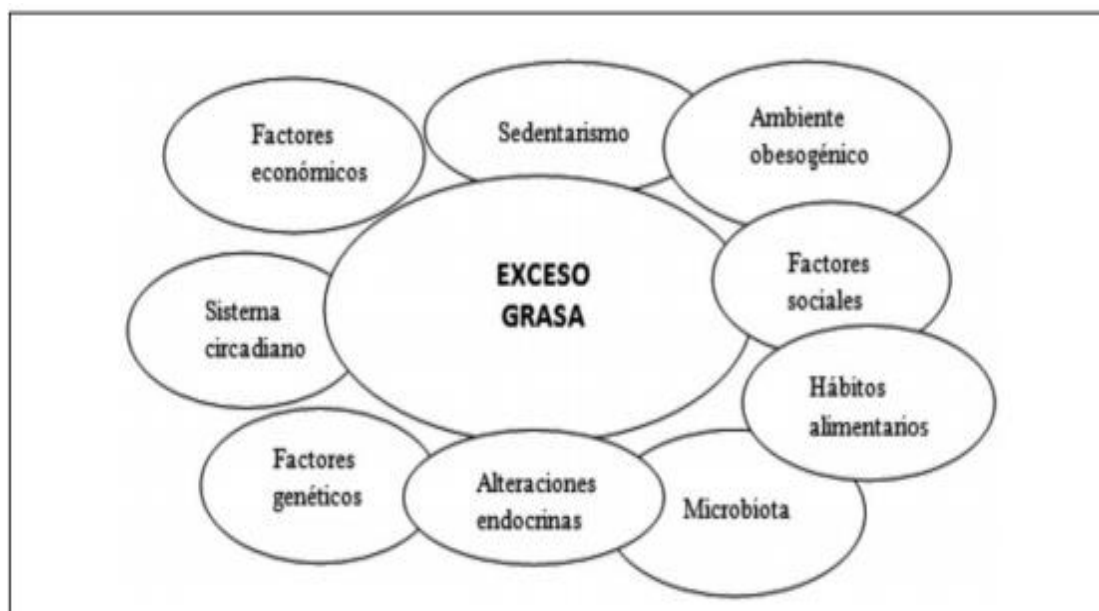 Factores
económicos
Sedentarismo
Ambiente
obesogénico
EXCESO
GRASA
Factores
sociales
Sistema
circadiano
Hábitos
alimentarios
Factores
genéticos
Alteraciones
endocrinas
Microbiota